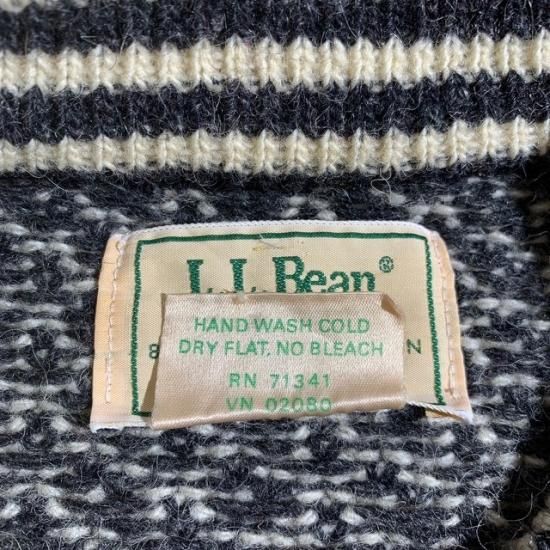 L.L.Bean®
HAND WASH COLD
DRY FLAT. NO BLEACH
RN 71341
VN 02080